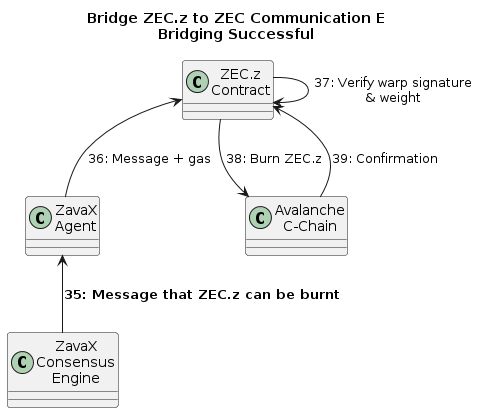 Bridge ZEC.z to ZEC Communication E
Bridging Successful
C
ZEC.z
Contract
37: Verify warp signature
& weight
36: Message + gas
38: Burn ZEC.z
39: Confirmation
C
ZavaX
Agent
C
Avalanche
C-Chain
35: Message that ZEC.z can be burnt
C
ZavaX
Consensus
Engine